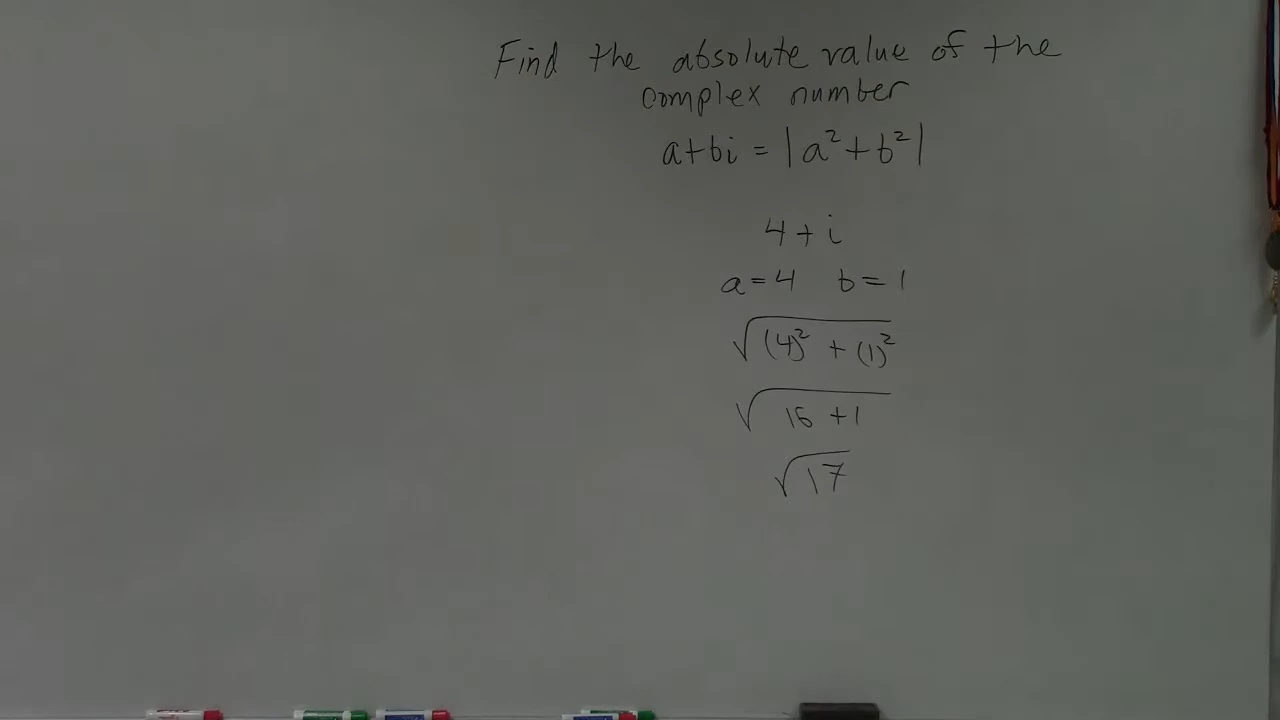 Find the absolute value of the
complex number
a+bi = |a²+b²|
4+i
a=4 b=1
√(4)² + (1)²
√16 +1
√17